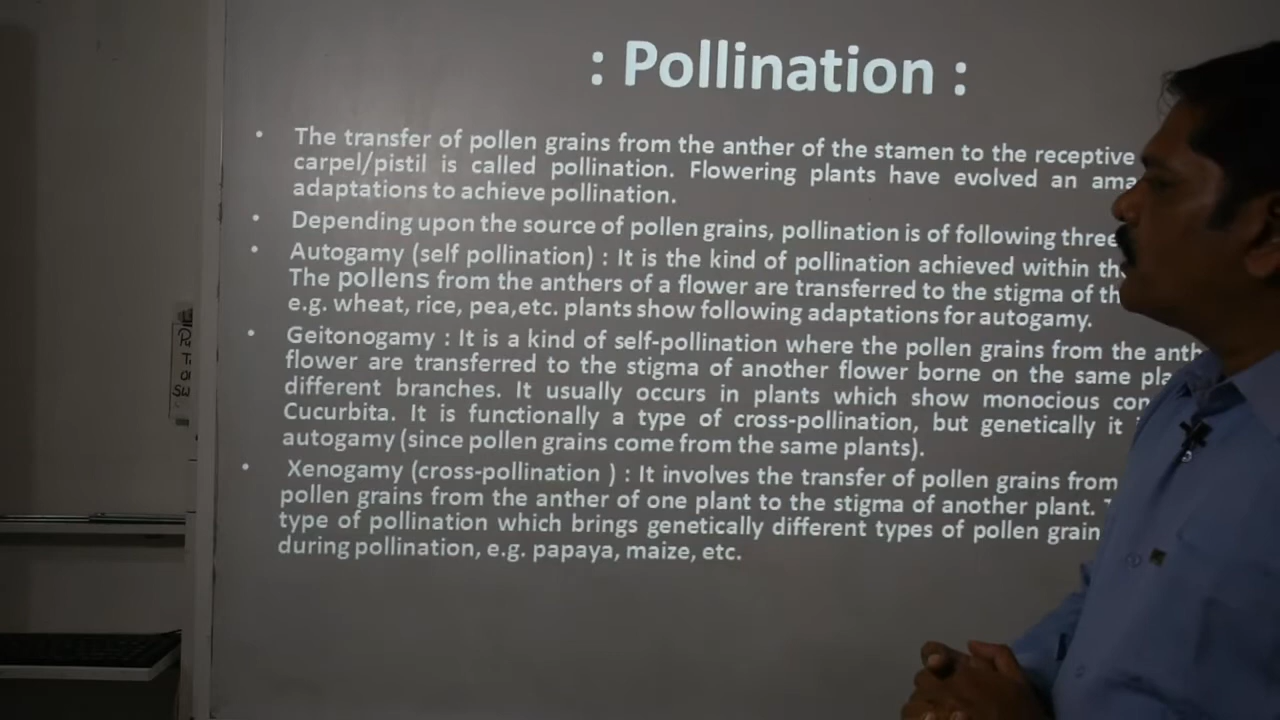 : Pollination :
• The transfer of pollen grains from the anther of the stamen to the receptive
carpel/pistil is called pollination. Flowering plants have evolved an
adaptations to achieve pollination.
• Depending upon the source of pollen grains, pollination is of following three
• Autogamy (self pollination) : It is the kind of pollination achieved within
The pollens from the anthers of a flower are transferred to the stigma of
e.g. wheat, rice, pea,etc. plants show following adaptations for autogamy.
• Geitonogamy : It is a kind of self-pollination where the pollen grains from the
flower are transferred to the stigma of another flower borne on the same
different branches. It usually occurs in plants which show monocious
Cucurbita. It is functionally a type of cross-pollination, but genetically it
autogamy (since pollen grains come from the same plants).
• Xenogamy (cross-pollination ) : It involves the transfer of pollen grains from
pollen grains from the anther of one plant to the stigma of another plant.
type of pollination which brings genetically different types of pollen
during pollination, e.g. papaya, maize, etc.